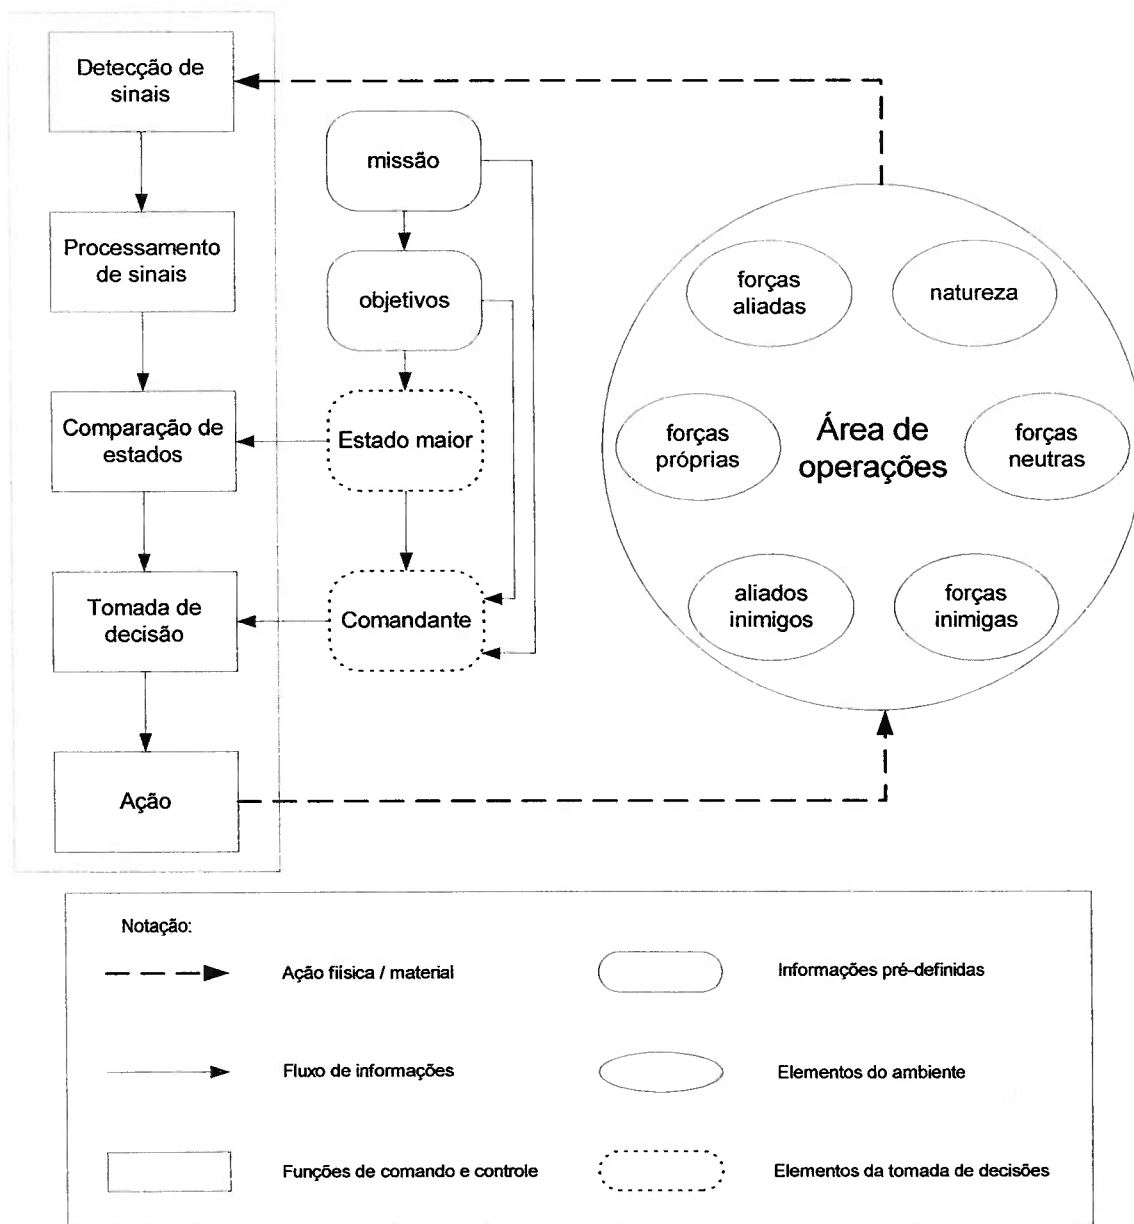 Detecção de
sinais
Processamento
de sinais
Comparação de
estados
Tomada de
decisão
Ação
missão
objetivos
Estado maior
Comandante
forças
aliadas
natureza
forças
próprias
Área de
operações
forças
neutras
aliados
inimigos
forças
inimigas
Notação:
Ação fiísica / material
Informações pré-definidas
Fluxo de informações
Elementos do ambiente
Funções de comando e controle
Elementos da tomada de decisões